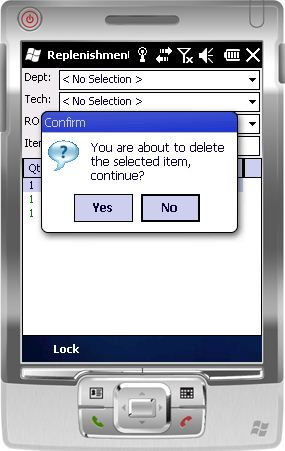 Replenishment
Dept: < No Selection >
Tech: < No Selection >
RO
Confirm
You are about to delete
the selected item,
continue?
Yes No
Item
Qt
1
1
1
Lock